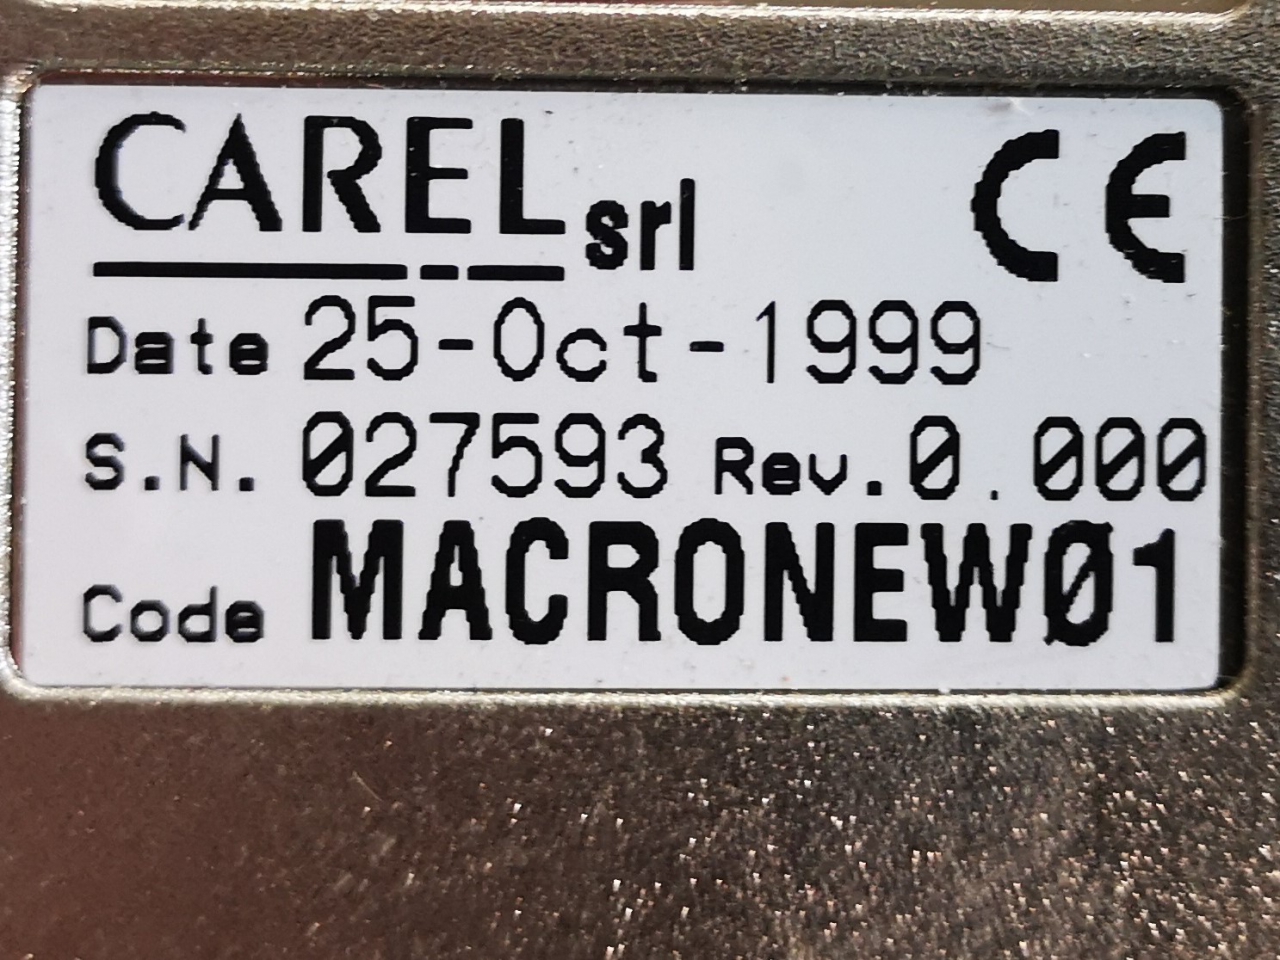 CAREL srl CE
Date 25-Oct-1999
S.N. 027593 Rev.0.000
Code MACRONEW01